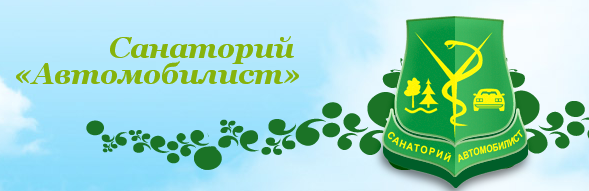 Санаторий
«Автомобилист»
САНАТОРИЙ АВТОМОБИЛИСТ